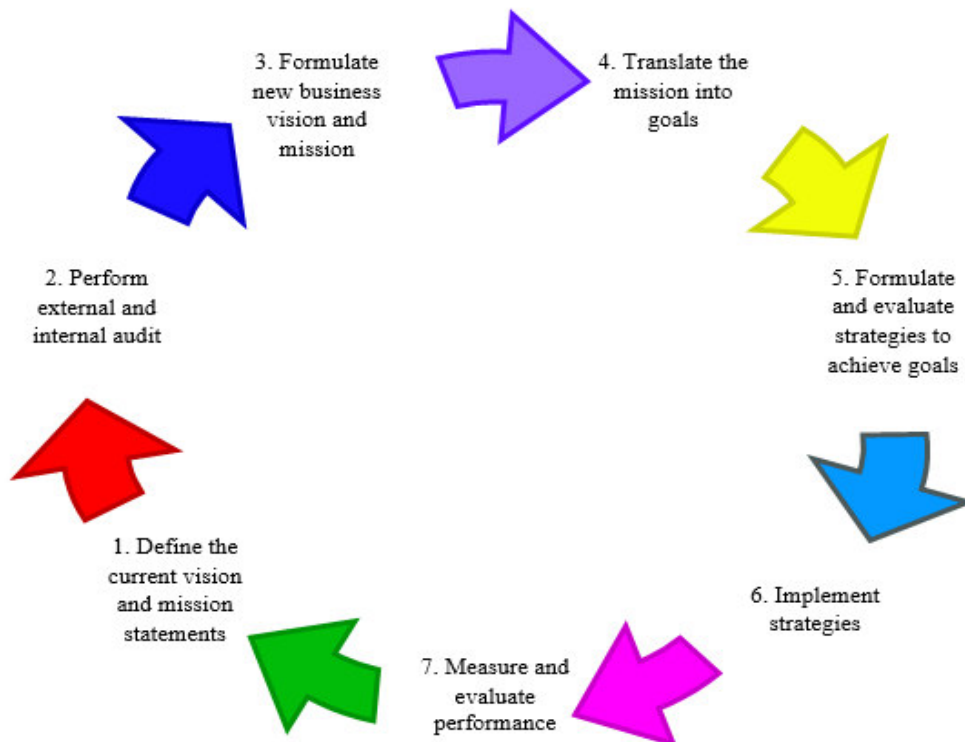 1. Define the
current vision
and mission
statements
2. Perform
external and
internal audit
3. Formulate
new business
vision and
mission
4. Translate the
mission into
goals
5. Formulate
and evaluate
strategies to
achieve goals
6. Implement
strategies
7. Measure and
evaluate
performance